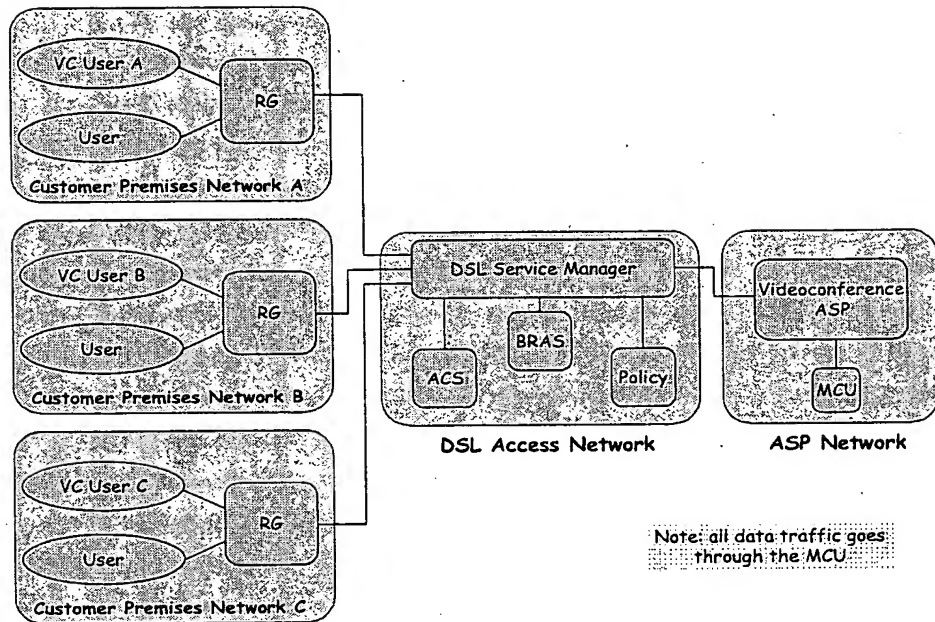 VC User A
RG
User
Customer Premises Network A
VC User B
RG
User
Customer Premises Network B
VC User C
RG
User
Customer Premises Network C
DSL Service Manager
ACS
BRAS
Policy
DSL Access Network
Videoconference
ASP
MCU
ASP Network
Note: all data traffic goes
through the MCU